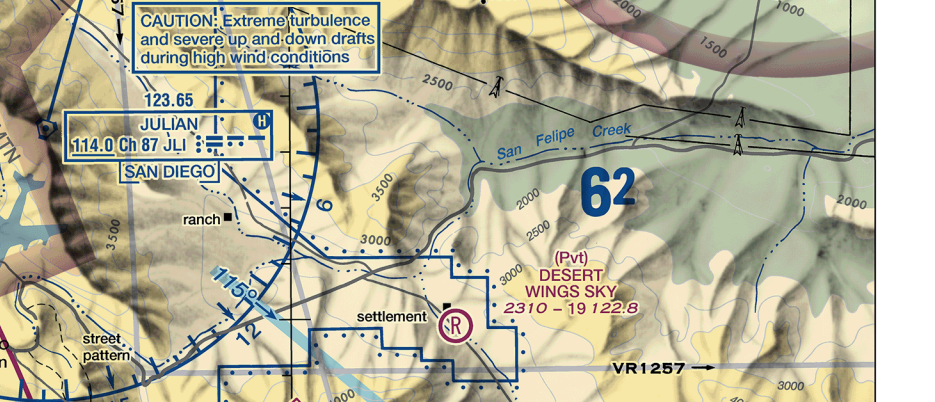 CAUTION: Extreme turbulence
and severe up and down drafts
during high wind conditions
2000
1000
1500
2500
123.65
JULIAN
H
114.0 Ch 87 JLI
SAN DIEGO
San Felipe Creek
6²
2000
2000
2500
3500
3500
6
ranch
3000
3000
(Pvt)
DESERT
WINGS SKY
2310 – 19 122.8
115°
12
settlement
R
street
pattern
VR1257
3000